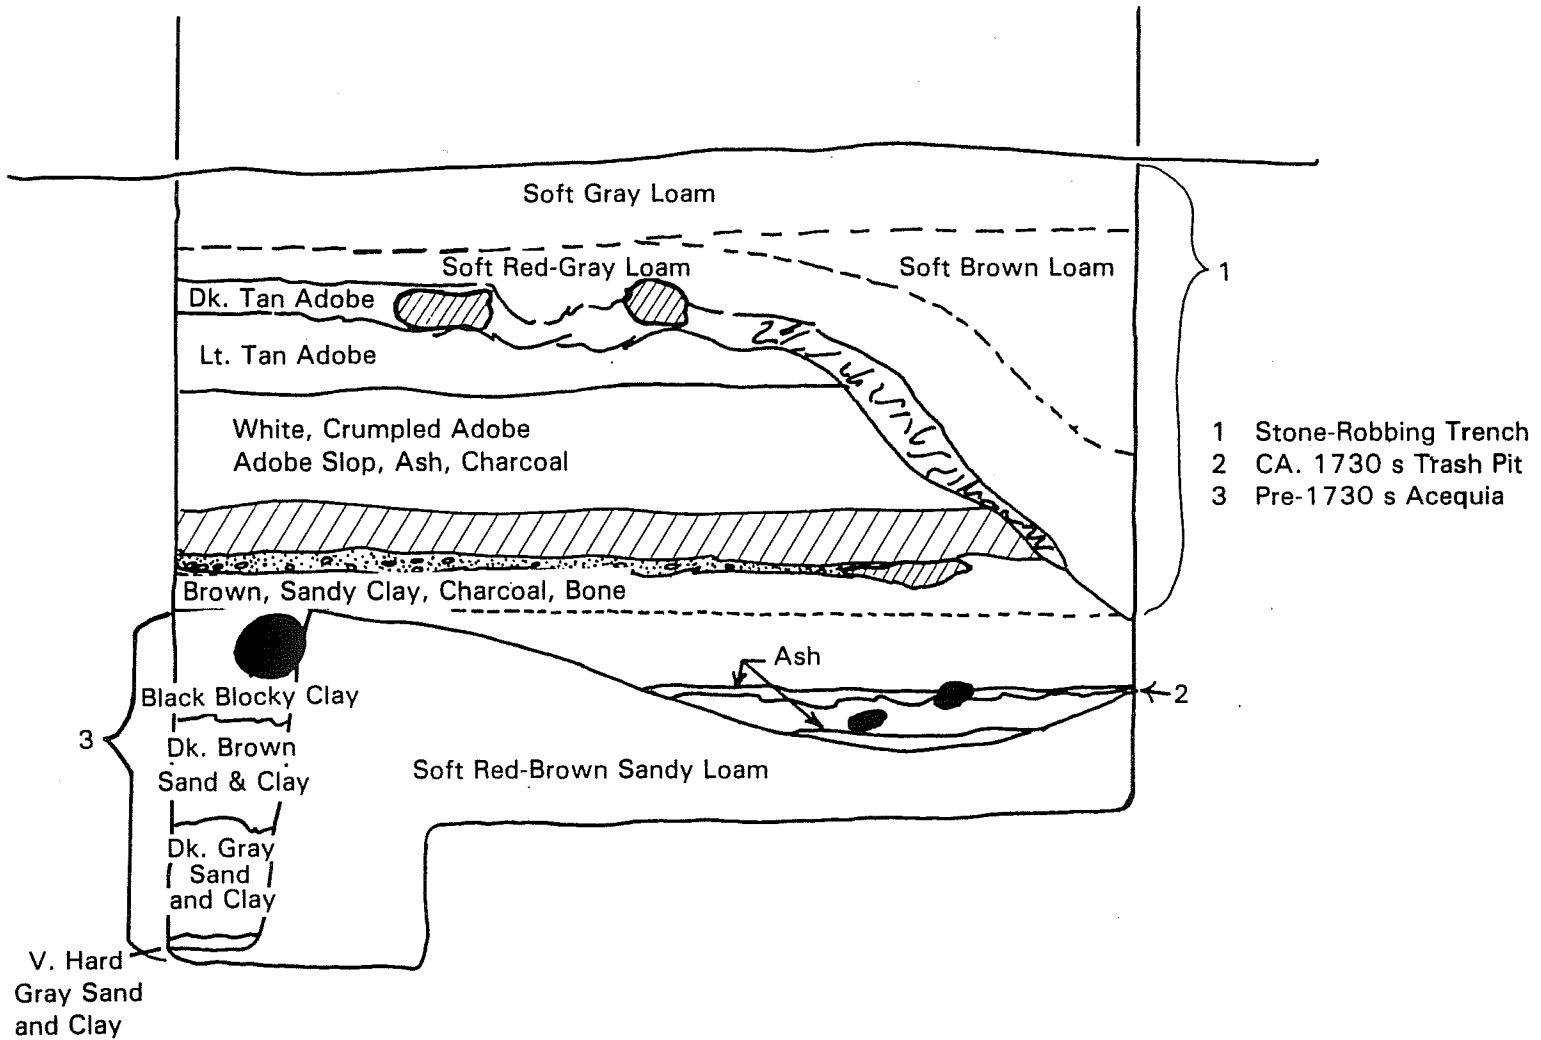 Soft Gray Loam
Soft Red-Gray Loam
Soft Brown Loam
1
Dk. Tan Adobe
Lt. Tan Adobe
White, Crumpled Adobe
Adobe Slop, Ash, Charcoal
1 Stone-Robbing Trench
2 CA. 1730 s Trash Pit
3 Pre-1730 s Acequia
Brown, Sandy Clay, Charcoal, Bone
Ash
2
Black Blocky Clay
3
Dk. Brown
Sand & Clay
Soft Red-Brown Sandy Loam
Dk. Gray
Sand
and Clay
V. Hard
Gray Sand
and Clay